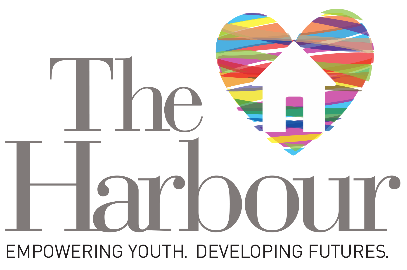 The
Harbour
EMPOWERING YOUTH. DEVELOPING FUTURES.